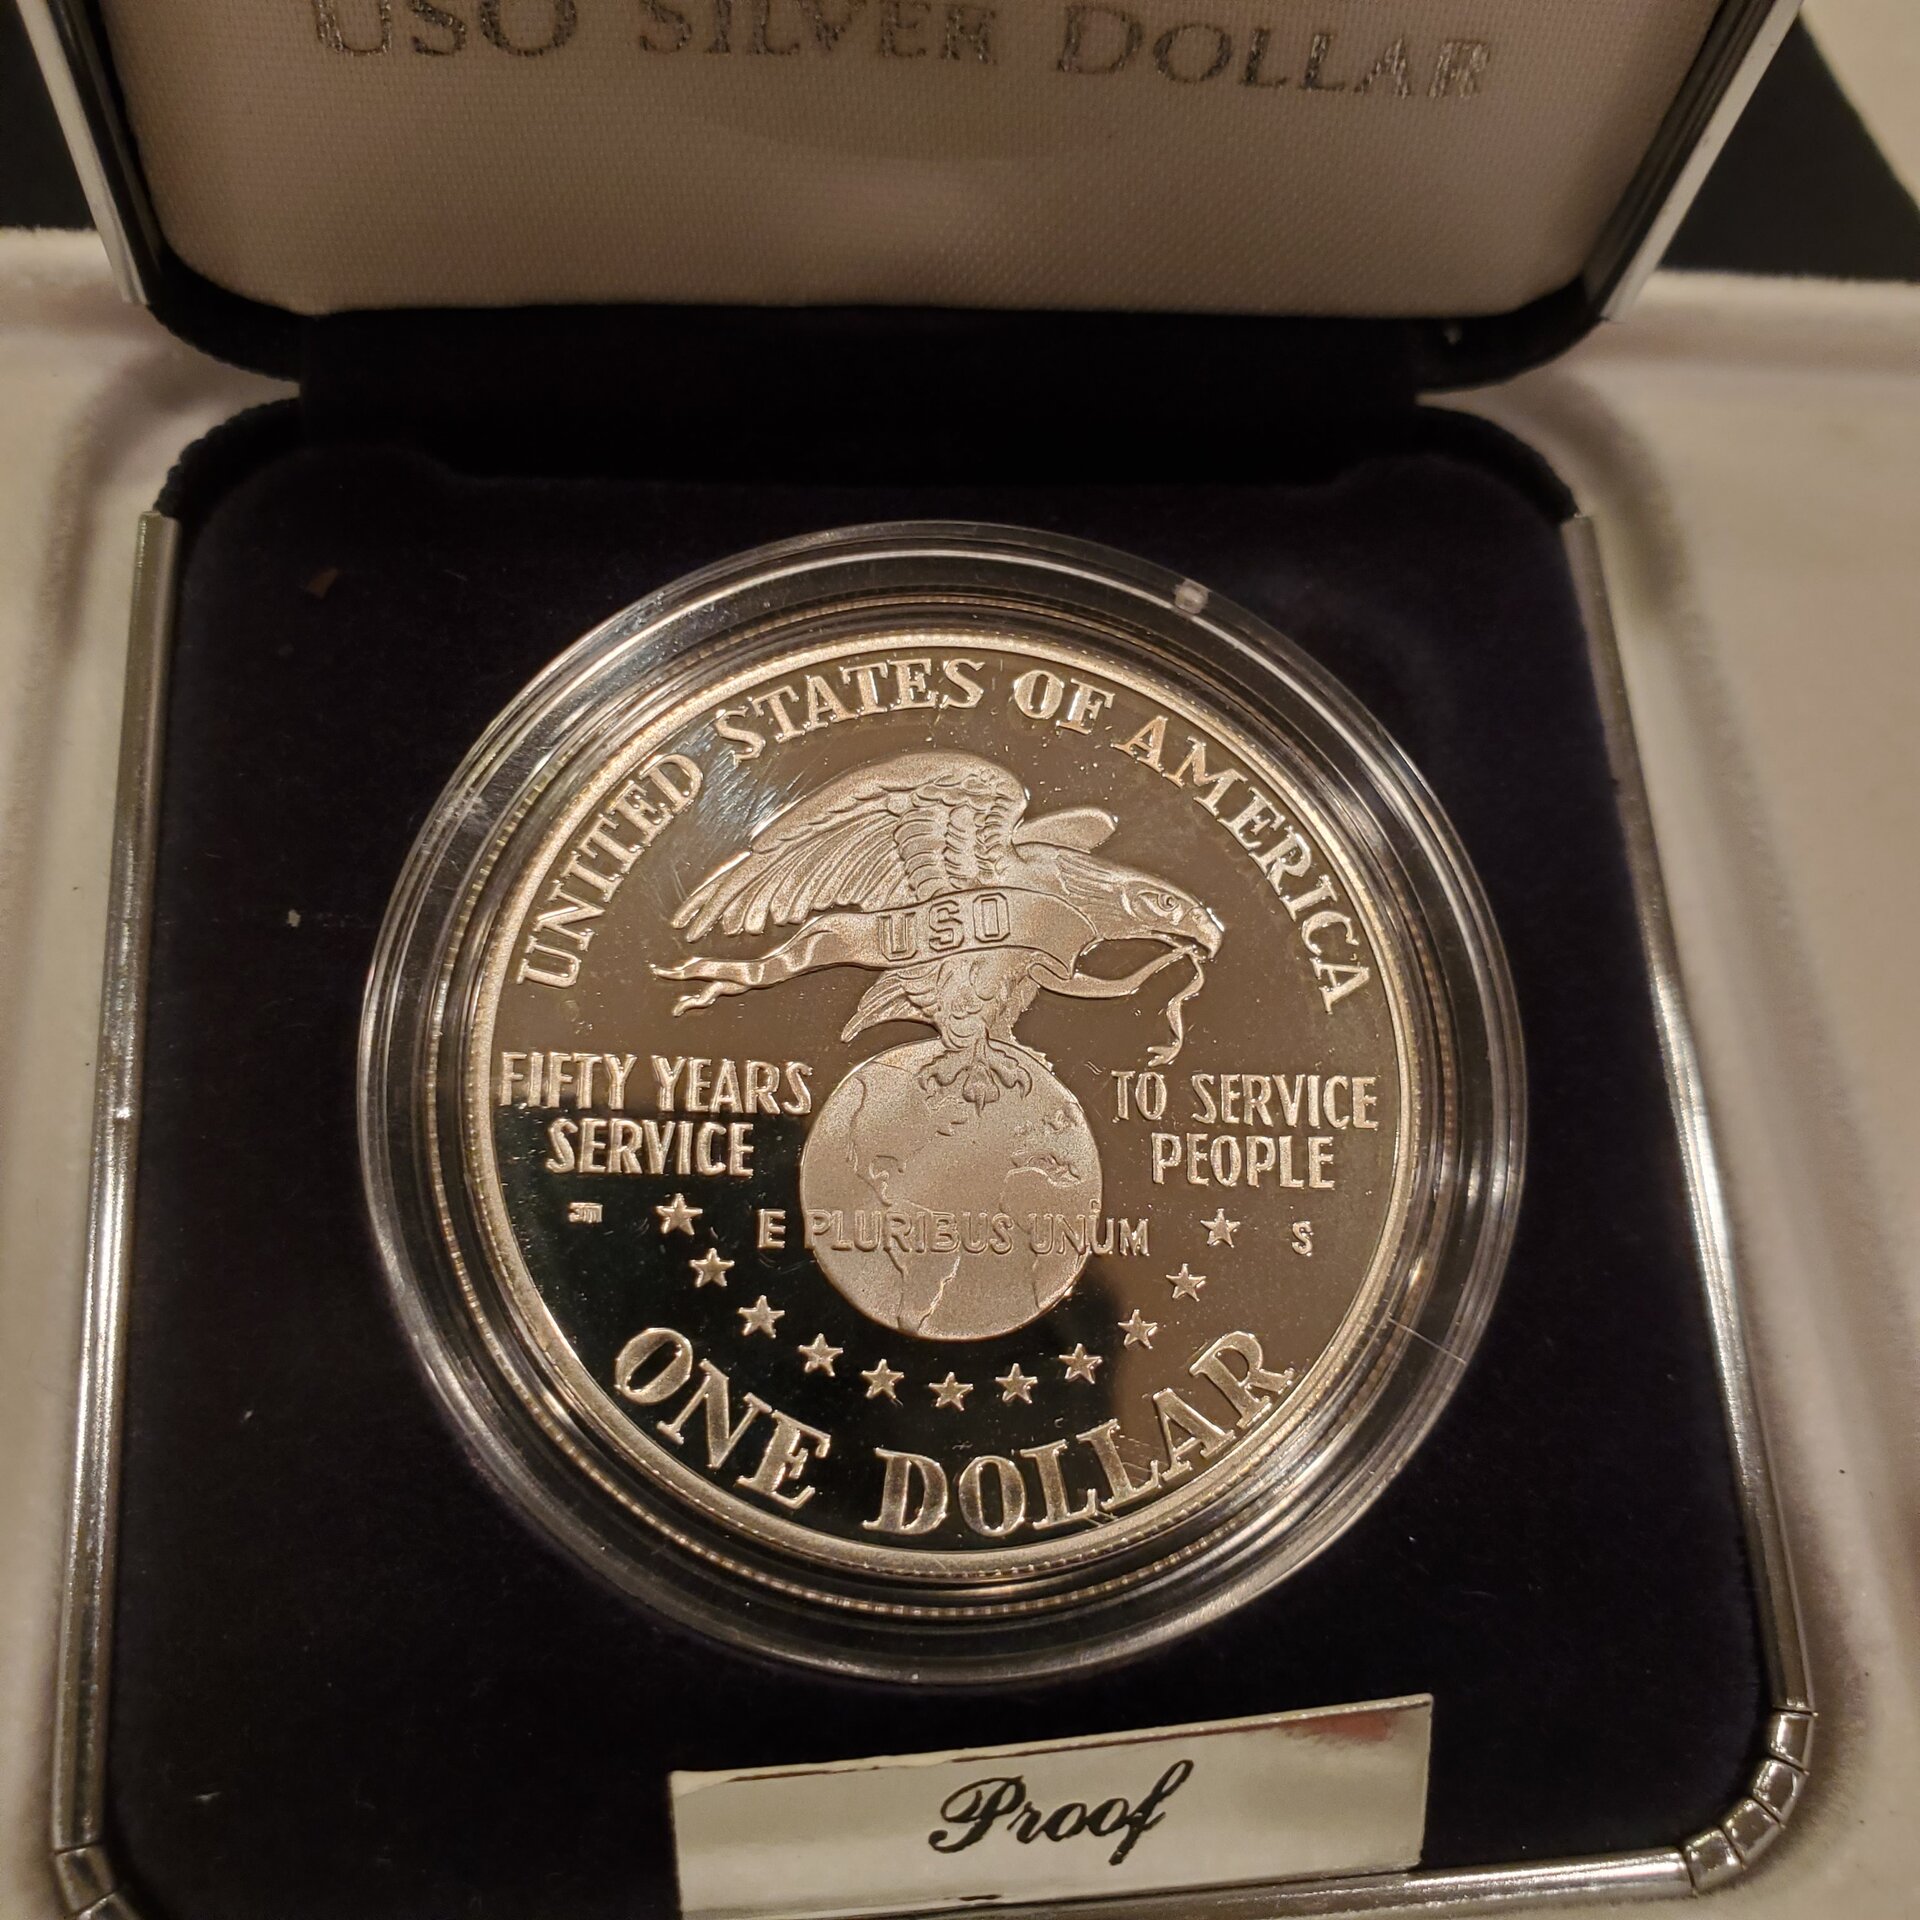 USO SILVER DOLLAR
UNITED STATES OF AMERICA
USO
FIFTY YEARS
SERVICE
TO SERVICE
PEOPLE
E PLURIBUS UNUM
S
ONE DOLLAR
Proof